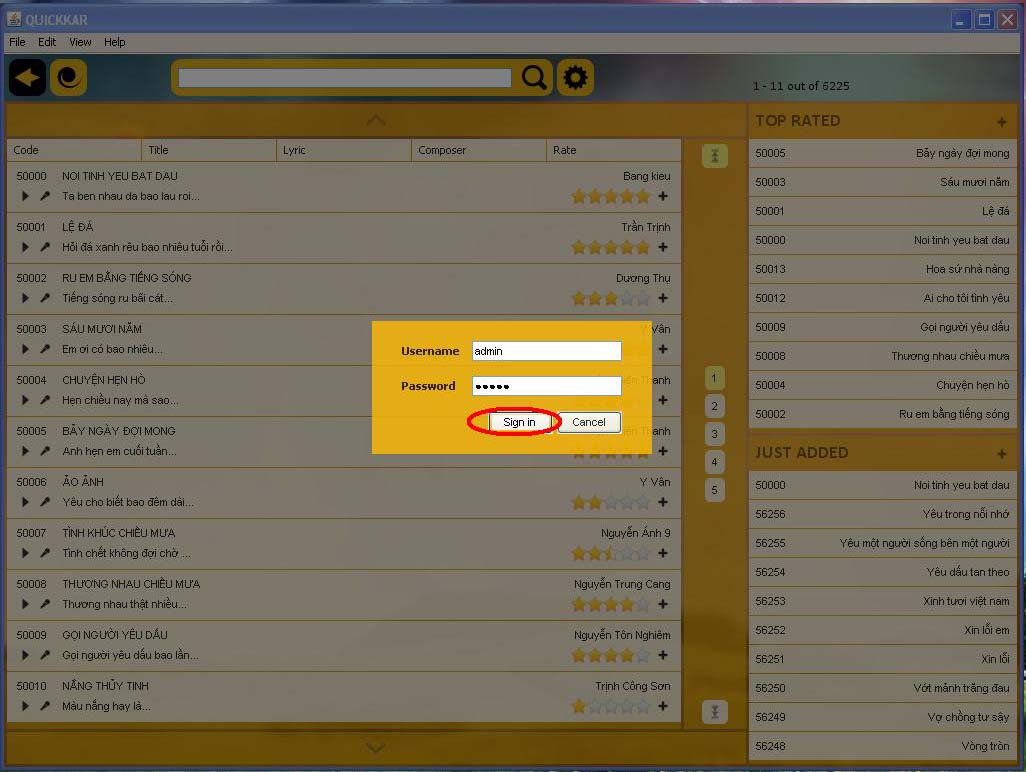 QUICKKAR
File Edit View Help
1 - 11 out of 6225
Code Title Lyric Composer Rate
50000 NOI TINH YEU BAT DAU Bang kieu
Ta ben nhau da bao lau roi...
50001 LỆ ĐÁ Trần Trịnh
Hỏi đá xanh rêu bao nhiêu tuổi rồi...
50002 RU EM BẰNG TIẾNG SÓNG Dương Thụ
Tiếng sóng ru bãi cát...
50003 SÁU MƯƠI NĂM Y Vân
Em ơi có bao nhiêu...
50004 CHUYỆN HẸN HÒ Thanh
Hẹn chiều nay mà sao...
50005 BẢY NGÀY ĐỢI MONG Thanh
Anh hẹn em cuối tuần...
50006 ẢO ẢNH Y Vân
Yêu cho biết bao đêm dài...
50007 TÌNH KHÚC CHIỀU MƯA Nguyễn Ánh 9
Tình chết không đợi chờ ...
50008 THƯƠNG NHAU CHIỀU MƯA Nguyễn Trung Cang
Thương nhau thật nhiều...
50009 GỌI NGƯỜI YÊU DẤU Nguyễn Tôn Nghiêm
Gọi người yêu dấu bao lần...
50010 NẮNG THỦY TINH Trịnh Công Sơn
Màu nắng hay là...
Username admin
Password •••••
Sign in Cancel
1
2
3
4
5
TOP RATED +
50005 Bảy ngày đợi mong
50003 Sáu mươi năm
50001 Lệ đá
50000 Noi tinh yeu bat dau
50013 Hoa sứ nhà nàng
50012 Ai cho tôi tình yêu
50009 Gọi người yêu dấu
50008 Thương nhau chiều mưa
50004 Chuyện hẹn hò
50002 Ru em bằng tiếng sóng
JUST ADDED +
50000 Noi tinh yeu bat dau
56256 Yêu trong nỗi nhớ
56255 Yêu một người sống bên một người
56254 Yêu dấu tan theo
56253 Xinh tươi việt nam
56252 Xin lỗi em
56251 Xin lỗi
56250 Vớt mảnh trăng đau
56249 Vợ chồng tư sậy
56248 Vòng tròn